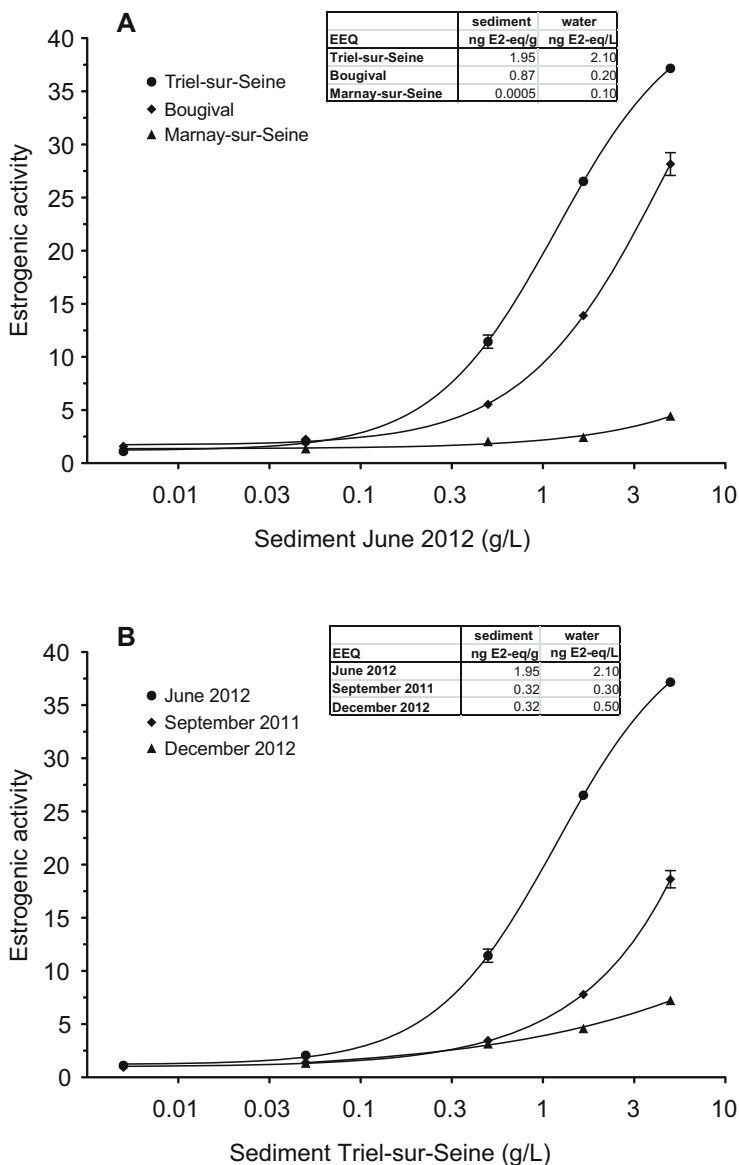 A
sediment water
EEQ ng E2-eq/g ng E2-eq/L
Triel-sur-Seine 1.95 2.10
Bougival 0.87 0.20
Marnay-sur-Seine 0.0005 0.10
Triel-sur-Seine
Bougival
Marnay-sur-Seine
Estrogenic activity
40
35
30
25
20
15
10
5
0
0.01 0.03 0.1 0.3 1 3 10
Sediment June 2012 (g/L)
B
sediment water
EEQ ng E2-eq/g ng E2-eq/L
June 2012 1.95 2.10
September 2011 0.32 0.30
December 2012 0.32 0.50
June 2012
September 2011
December 2012
Estrogenic activity
40
35
30
25
20
15
10
5
0
0.01 0.03 0.1 0.3 1 3 10
Sediment Triel-sur-Seine (g/L)